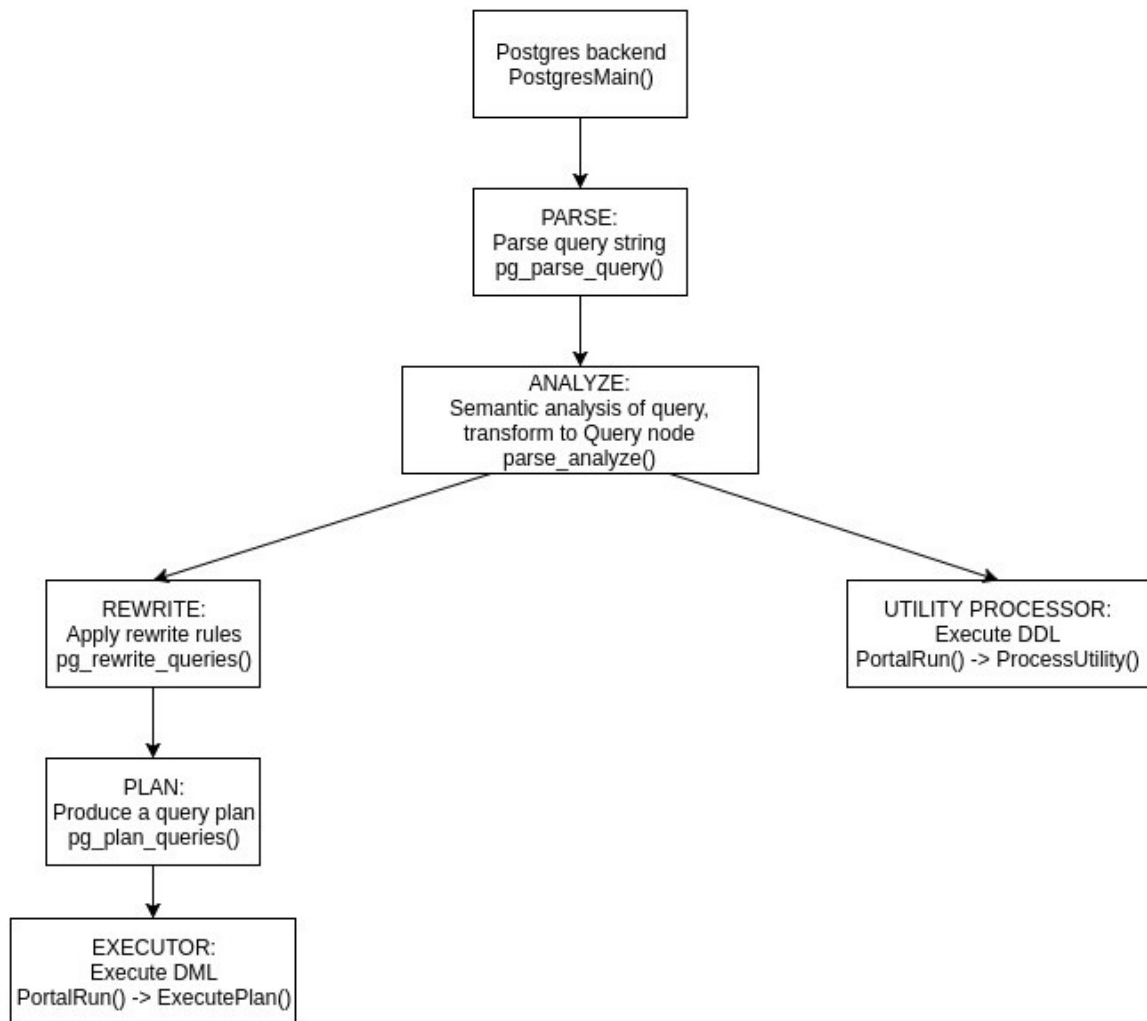 Postgres backend
PostgresMain()
PARSE:
Parse query string
pg_parse_query()
ANALYZE:
Semantic analysis of query,
transform to Query node
parse_analyze()
REWRITE:
Apply rewrite rules
pg_rewrite_queries()
UTILITY PROCESSOR:
Execute DDL
PortalRun() -> ProcessUtility()
PLAN:
Produce a query plan
pg_plan_queries()
EXECUTOR:
Execute DML
PortalRun() -> ExecutePlan()